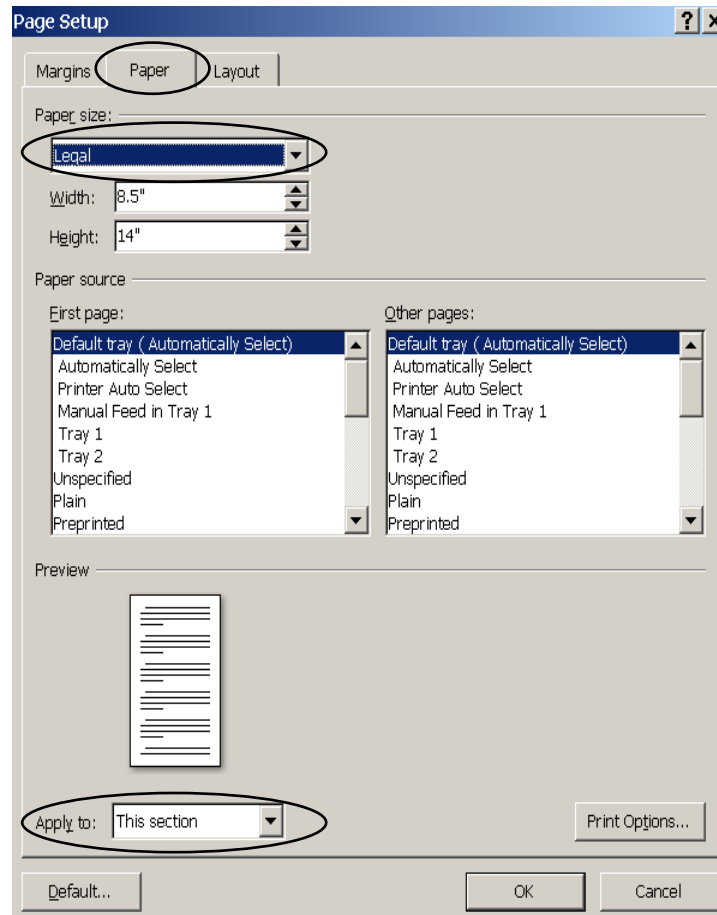 Page Setup ? x
Margins Paper Layout
Paper size:
Legal
Width: 8.5"
Height: 14"
Paper source
First page: Other pages:
Default tray ( Automatically Select) Default tray ( Automatically Select)
Automatically Select Automatically Select
Printer Auto Select Printer Auto Select
Manual Feed in Tray 1 Manual Feed in Tray 1
Tray 1 Tray 1
Tray 2 Tray 2
Unspecified Unspecified
Plain Plain
Preprinted Preprinted
Preview
Apply to: This section Print Options...
Default... OK Cancel